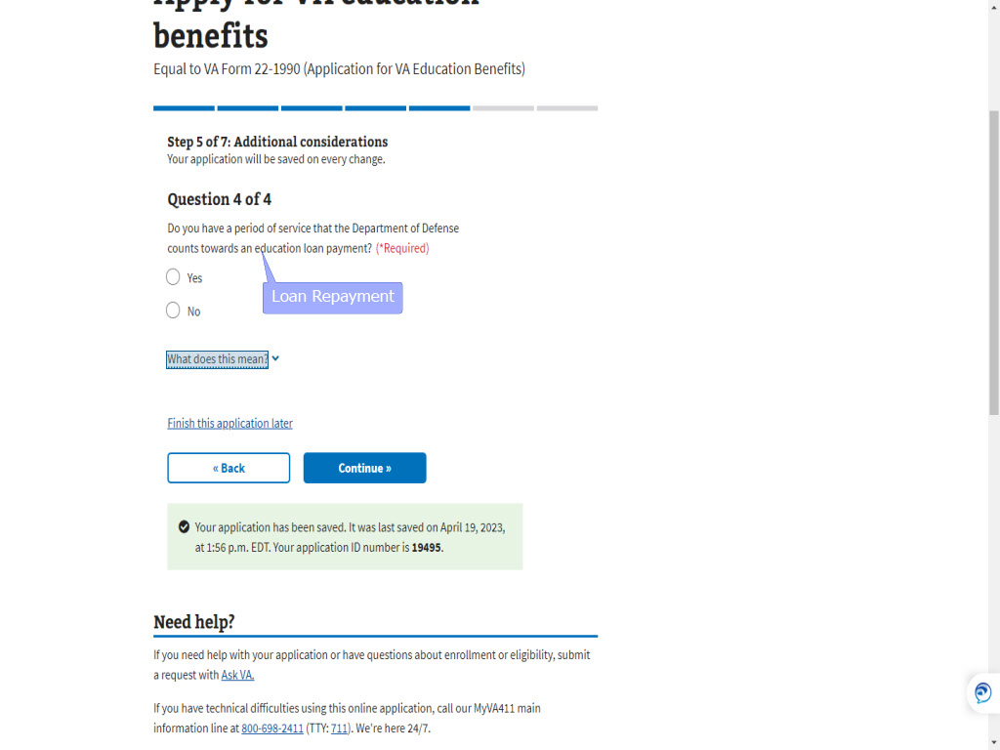 Apply for VA education
benefits
Equal to VA Form 22-1990 (Application for VA Education Benefits)
Step 5 of 7: Additional considerations
Your application will be saved on every change.
Question 4 of 4
Do you have a period of service that the Department of Defense
counts towards an education loan payment? (*Required)
Yes
Loan Repayment
No
What does this mean?
Finish this application later
« Back
Continue »
Your application has been saved. It was last saved on April 19, 2023,
at 1:56 p.m. EDT. Your application ID number is 19495.
Need help?
If you need help with your application or have questions about enrollment or eligibility, submit
a request with Ask VA.
If you have technical difficulties using this online application, call our MyVA411 main
information line at 800-698-2411 (TTY: 711). We're here 24/7.